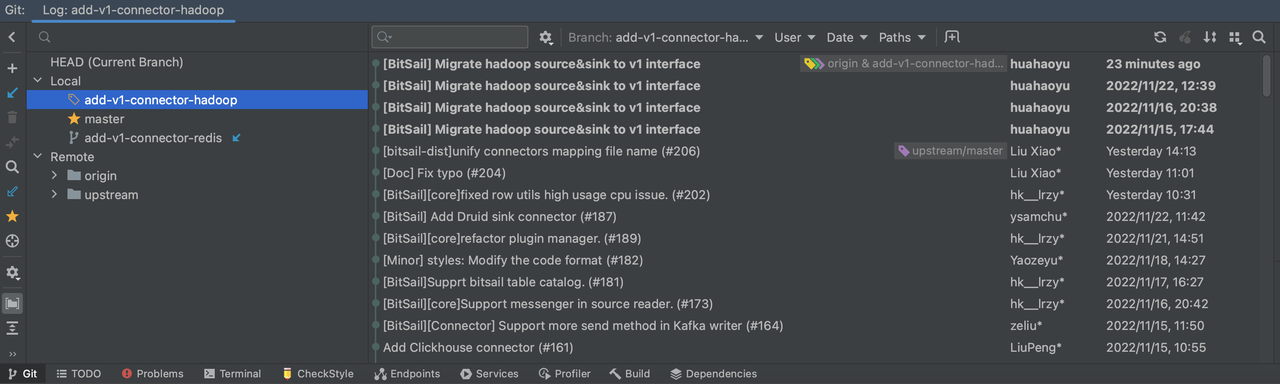 Git: Log: add-v1-connector-hadoop
Branch: add-v1-connector-ha... User Date Paths
HEAD (Current Branch)
Local
add-v1-connector-hadoop
master
add-v1-connector-redis
Remote
origin
upstream
[BitSail] Migrate hadoop source&sink to v1 interface origin & add-v1-connector-had... huahaoyu 23 minutes ago
[BitSail] Migrate hadoop source&sink to v1 interface huahaoyu 2022/11/22, 12:39
[BitSail] Migrate hadoop source&sink to v1 interface huahaoyu 2022/11/16, 20:38
[BitSail] Migrate hadoop source&sink to v1 interface huahaoyu 2022/11/15, 17:44
[bitsail-dist]unify connectors mapping file name (#206) upstream/master Liu Xiao* Yesterday 14:13
[Doc] Fix typo (#204) Liu Xiao* Yesterday 11:01
[BitSail][core]fixed row utils high usage cpu issue. (#202) hk__lrzy* Yesterday 10:31
[BitSail] Add Druid sink connector (#187) ysamchu* 2022/11/22, 11:42
[BitSail][core]refactor plugin manager. (#189) hk__lrzy* 2022/11/21, 14:51
[Minor] styles: Modify the code format (#182) Yaozeyu* 2022/11/18, 14:27
[BitSail]Supprt bitsail table catalog. (#181) hk__lrzy* 2022/11/17, 16:27
[BitSail][core]Support messenger in source reader. (#173) hk__lrzy* 2022/11/16, 20:42
[BitSail][Connector] Support more send method in Kafka writer (#164) zeliu* 2022/11/15, 11:50
Add Clickhouse connector (#161) LiuPeng* 2022/11/15, 10:55
Git TODO Problems Terminal CheckStyle Endpoints Services Profiler Build Dependencies